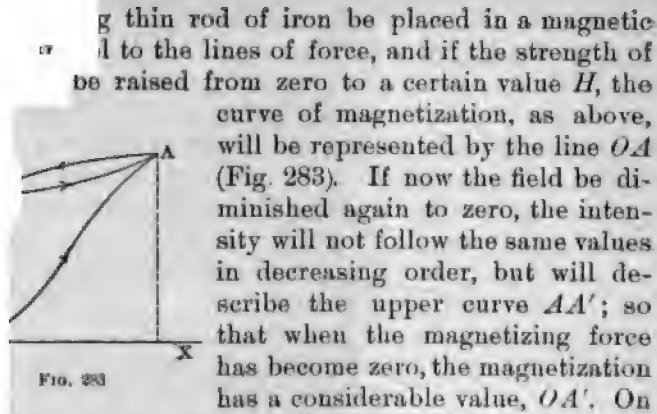 g thin rod of iron be placed in a magnetic
l to the lines of force, and if the strength of
be raised from zero to a certain value H, the
curve of magnetization, as above,
will be represented by the line OA
(Fig. 283). If now the field be di-
minished again to zero, the inten-
sity will not follow the same values
in decreasing order, but will de-
scribe the upper curve AA'; so
that when the magnetizing force
has become zero, the magnetization
has a considerable value, OA'. On
A
X
FIG. 283